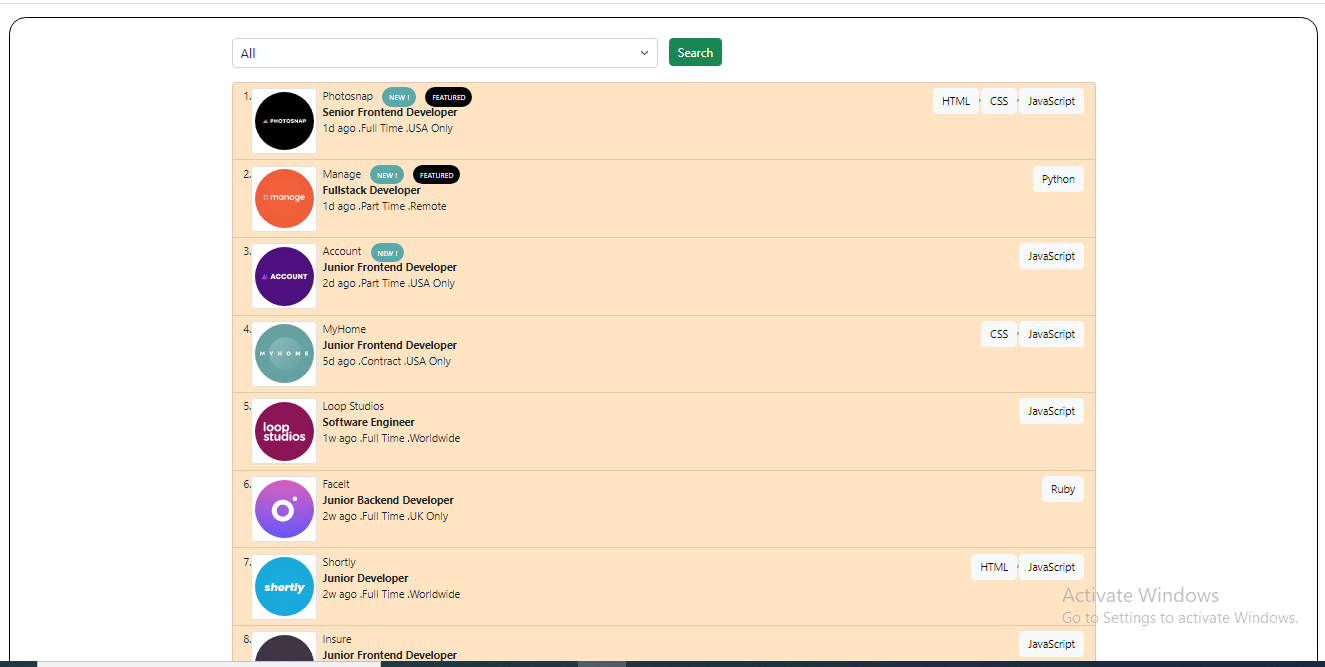 All
Search
1. Photosnap NEW ! FEATURED
PHOTOSNAP
Senior Frontend Developer
1d ago .Full Time .USA Only
HTML CSS JavaScript
2. Manage NEW ! FEATURED
manage
Fullstack Developer
1d ago .Part Time .Remote
Python
3. Account NEW !
ACCOUNT
Junior Frontend Developer
2d ago .Part Time .USA Only
JavaScript
4. MyHome
MYHOME
Junior Frontend Developer
5d ago .Contract .USA Only
CSS JavaScript
5. Loop Studios
loop
studios
Software Engineer
1w ago .Full Time .Worldwide
JavaScript
6. FaceIt
Junior Backend Developer
2w ago .Full Time .UK Only
Ruby
7. Shortly
shortly
Junior Developer
2w ago .Full Time .Worldwide
HTML JavaScript
Activate Windows
Go to Settings to activate Windows.
8. Insure
Junior Frontend Developer
JavaScript